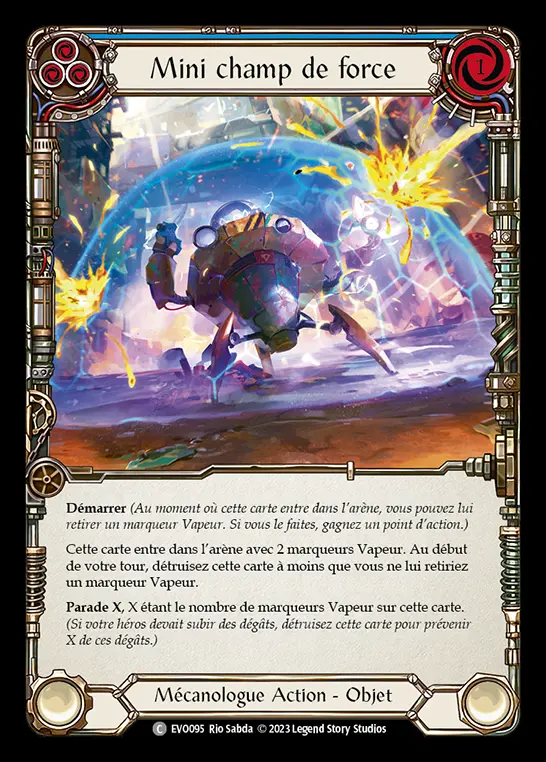 Mini champ de force
1
Démarrer (Au moment où cette carte entre dans l'arène, vous pouvez lui
retirer un marqueur Vapeur. Si vous le faites, gagnez un point d'action.)
Cette carte entre dans l'arène avec 2 marqueurs Vapeur. Au début
de votre tour, détruisez cette carte à moins que vous ne lui retiriez
un marqueur Vapeur.
Parade X, X étant le nombre de marqueurs Vapeur sur cette carte.
(Si votre héros devait subir des dégâts, détruisez cette carte pour prévenir
X de ces dégâts.)
Mécanologue Action - Objet
C EVO095 Rio Sabda © 2023 Legend Story Studios